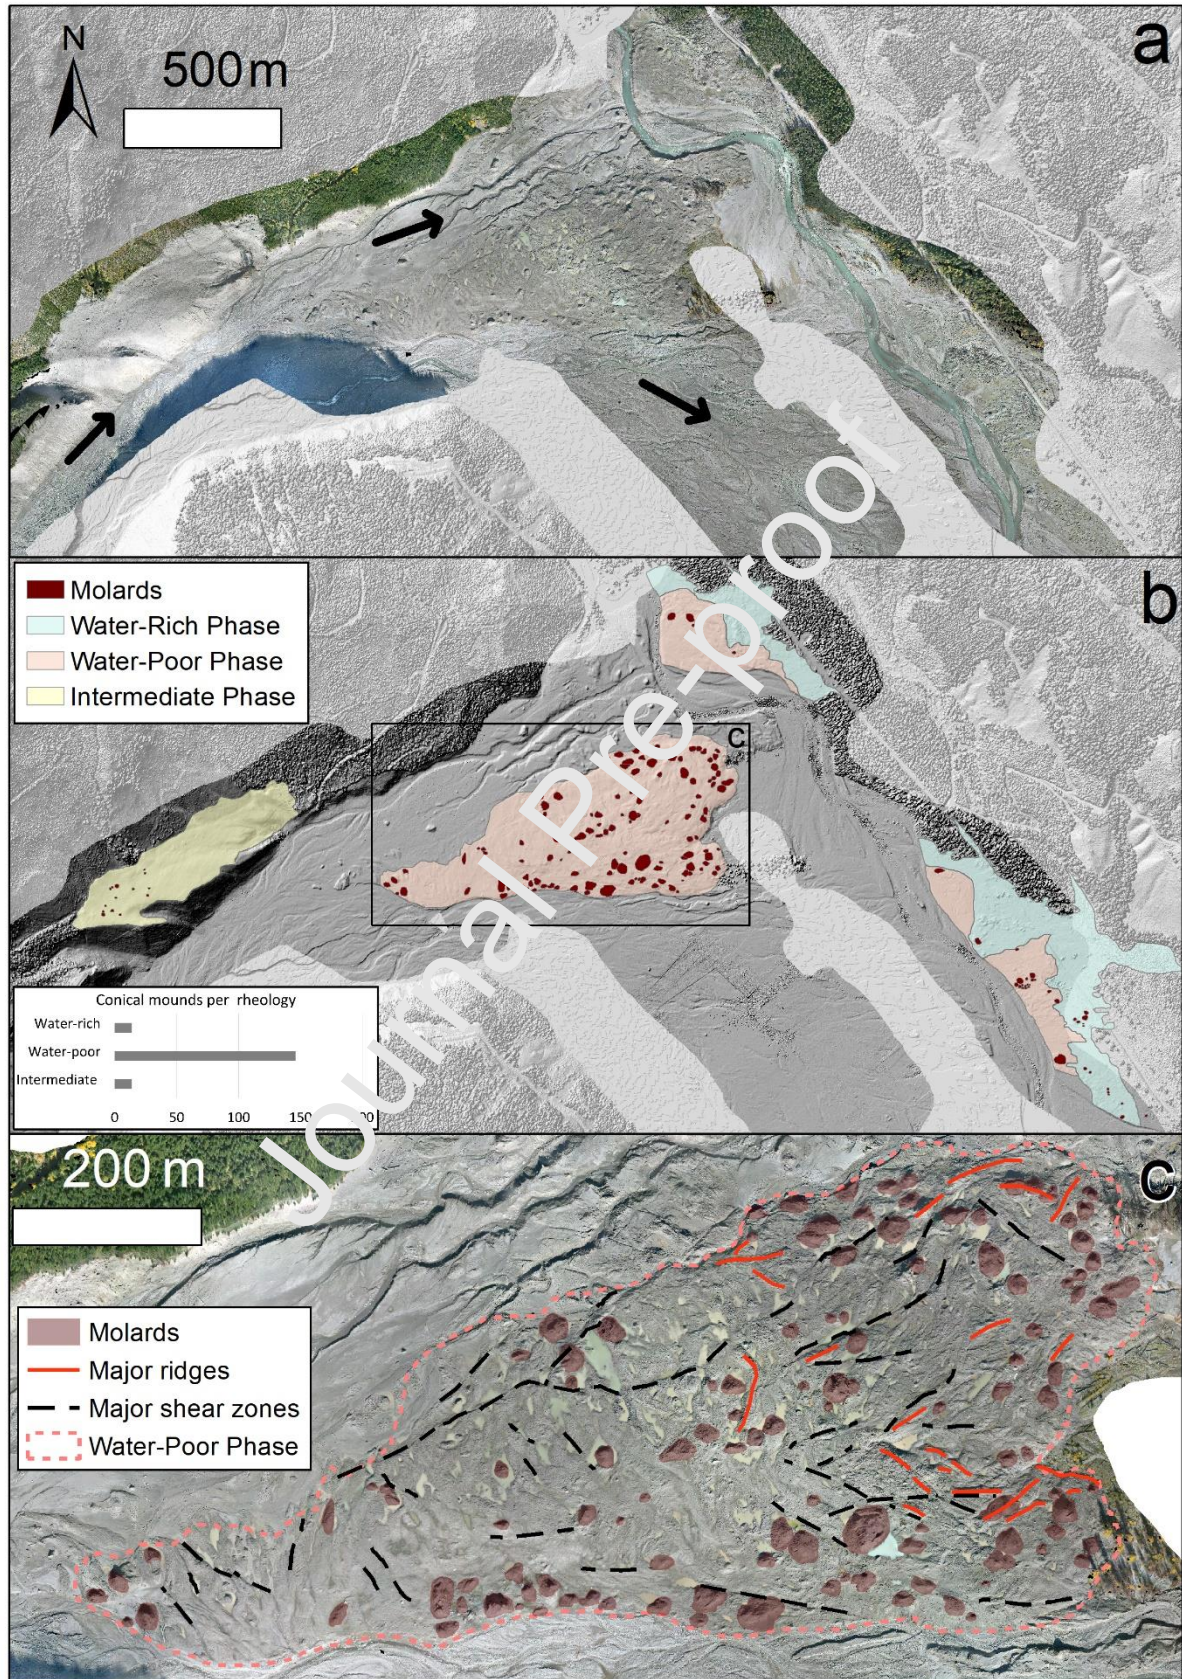 a
N
500 m
b
Molards
Water-Rich Phase
Water-Poor Phase
Intermediate Phase
c
Conical mounds per rheology
Water-rich
Water-poor
Intermediate
0 50 100
c
200 m
Molards
Major ridges
Major shear zones
Water-Poor Phase
Journal Pre-proof